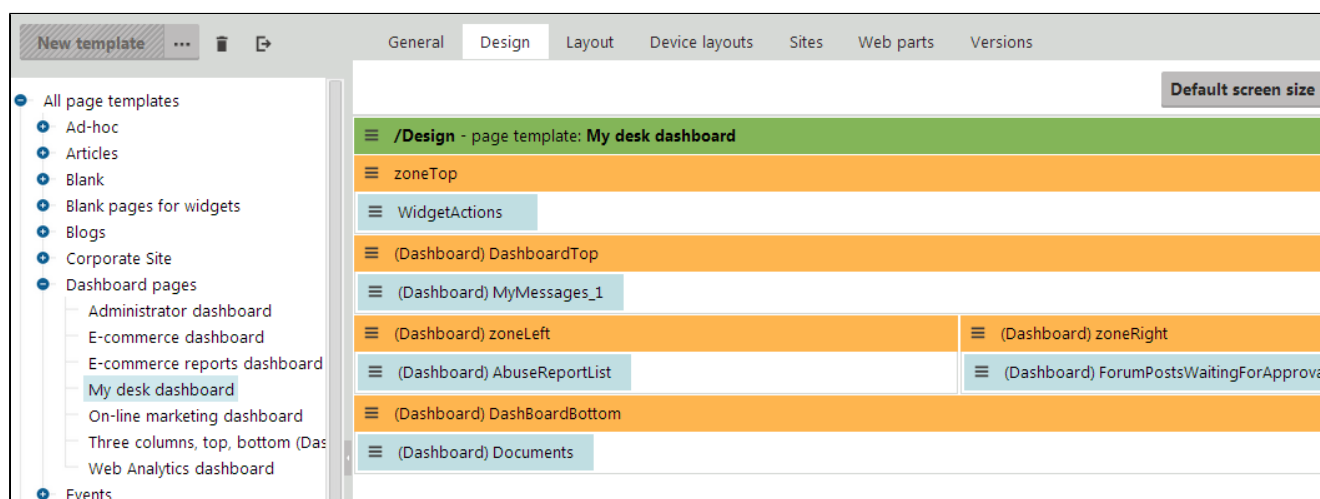 New template ...
General Design Layout Device layouts Sites Web parts Versions
All page templates
Ad-hoc
Articles
Blank
Blank pages for widgets
Blogs
Corporate Site
Dashboard pages
Administrator dashboard
E-commerce dashboard
E-commerce reports dashboard
My desk dashboard
On-line marketing dashboard
Three columns, top, bottom (Das
Web Analytics dashboard
Events
Default screen size
/Design - page template: My desk dashboard
zoneTop
WidgetActions
(Dashboard) DashboardTop
(Dashboard) MyMessages_1
(Dashboard) zoneLeft
(Dashboard) zoneRight
(Dashboard) AbuseReportList
(Dashboard) ForumPostsWaitingForApprova
(Dashboard) DashBoardBottom
(Dashboard) Documents